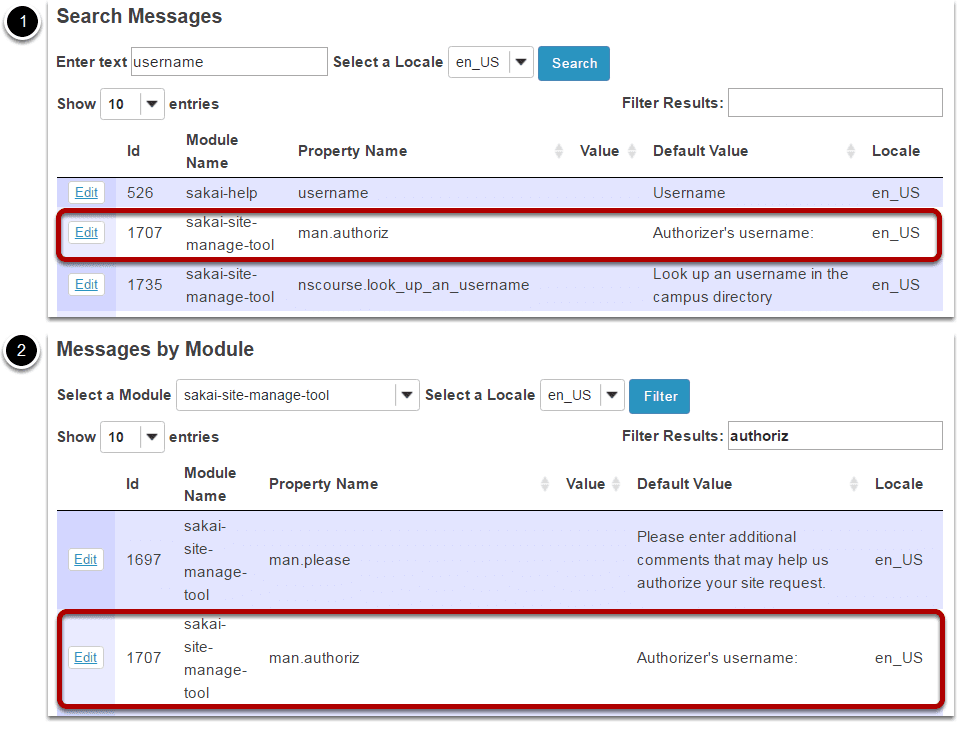 1
Search Messages
Enter text username Select a Locale en_US Search
Show 10 entries Filter Results:
Id Module Name Property Name Value Default Value Locale
Edit 526 sakai-help username Username en_US
Edit 1707 sakai-site-manage-tool man.authoriz Authorizer's username: en_US
Edit 1735 sakai-site-manage-tool nscourse.look_up_an_username Look up an username in the campus directory en_US
2
Messages by Module
Select a Module sakai-site-manage-tool Select a Locale en_US Filter
Show 10 entries Filter Results: authoriz
Id Module Name Property Name Value Default Value Locale
Edit 1697 sakai-site-manage-tool man.please Please enter additional comments that may help us authorize your site request. en_US
Edit 1707 sakai-site-manage-tool man.authoriz Authorizer's username: en_US